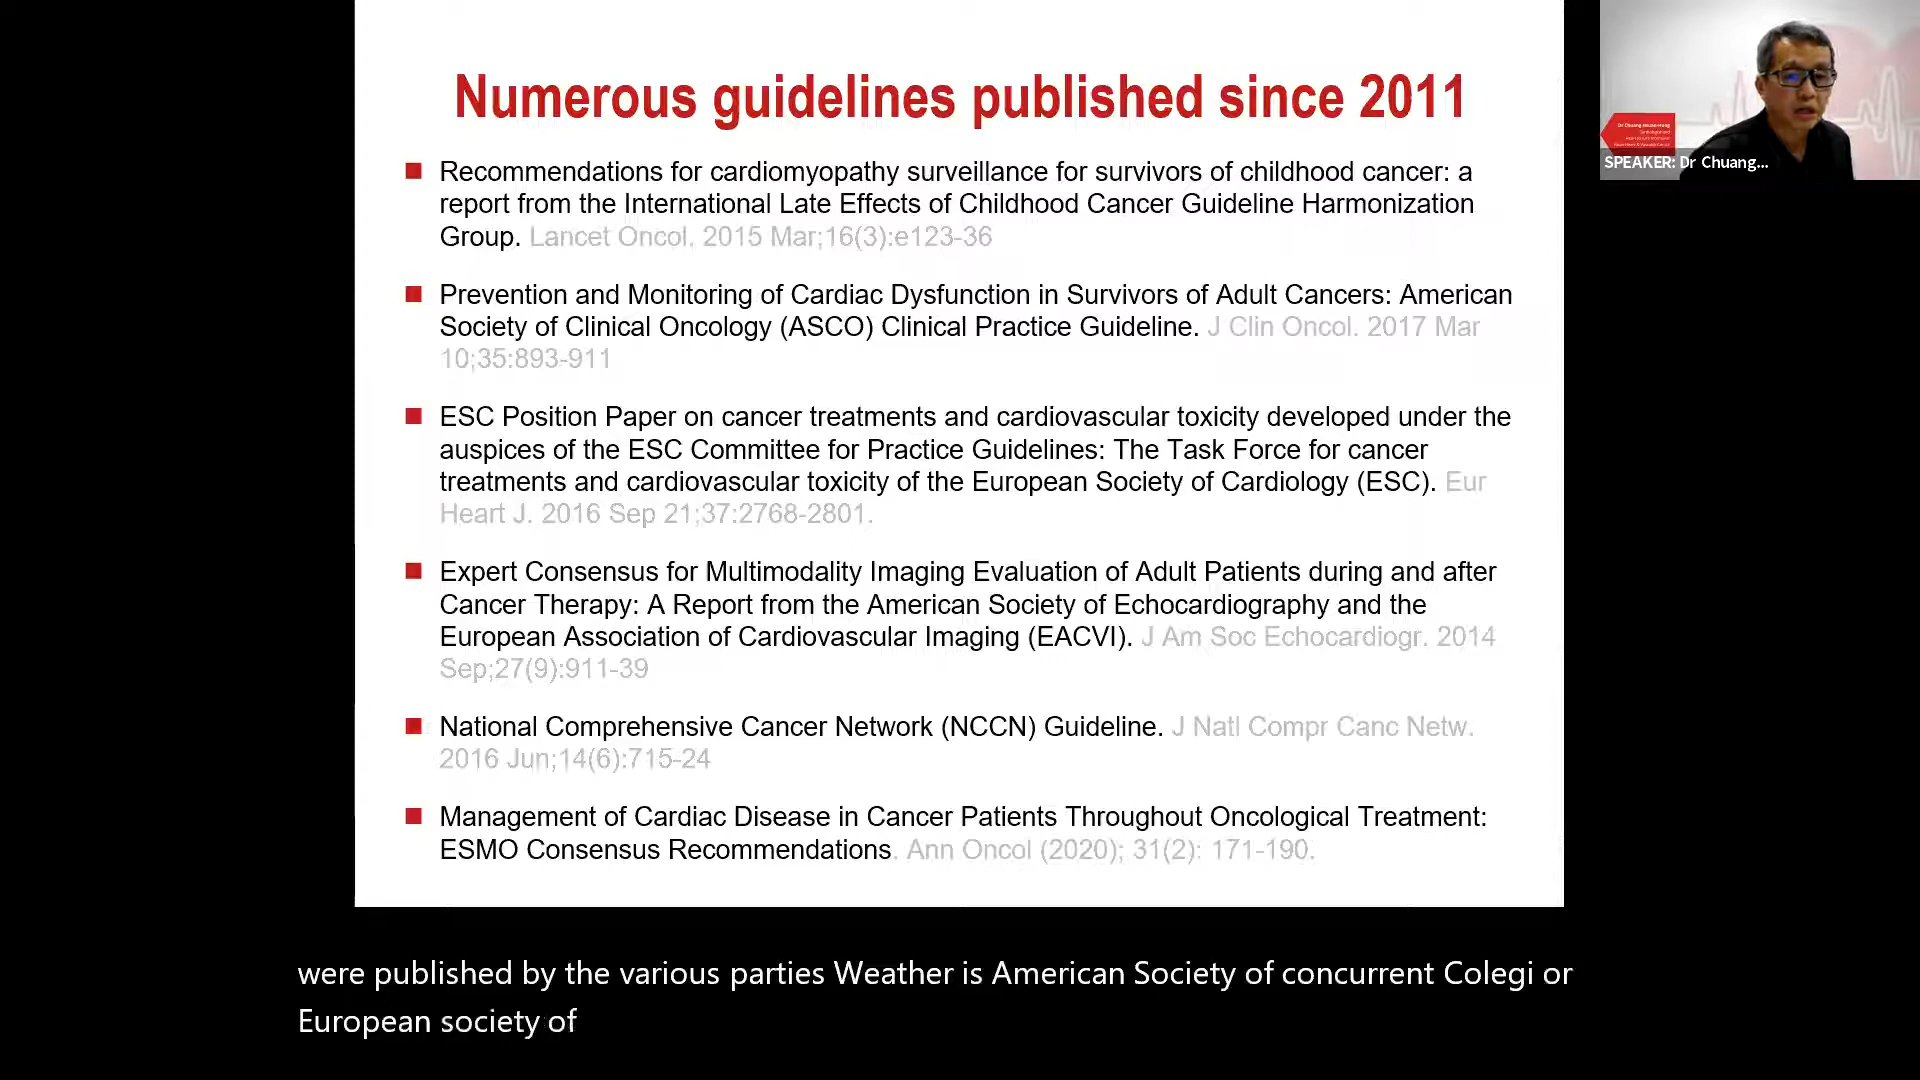 Numerous guidelines published since 2011
Recommendations for cardiomyopathy surveillance for survivors of childhood cancer: a
report from the International Late Effects of Childhood Cancer Guideline Harmonization
Group. Lancet Oncol. 2015 Mar;16(3):e123-36
Prevention and Monitoring of Cardiac Dysfunction in Survivors of Adult Cancers: American
Society of Clinical Oncology (ASCO) Clinical Practice Guideline. J Clin Oncol. 2017 Mar
10;35:893-911
ESC Position Paper on cancer treatments and cardiovascular toxicity developed under the
auspices of the ESC Committee for Practice Guidelines: The Task Force for cancer
treatments and cardiovascular toxicity of the European Society of Cardiology (ESC). Eur
Heart J. 2016 Sep 21;37:2768-2801.
Expert Consensus for Multimodality Imaging Evaluation of Adult Patients during and after
Cancer Therapy: A Report from the American Society of Echocardiography and the
European Association of Cardiovascular Imaging (EACVI). J Am Soc Echocardiogr. 2014
Sep;27(9):911-39
National Comprehensive Cancer Network (NCCN) Guideline. J Natl Compr Canc Netw.
2016 Jun;14(6):715-24
Management of Cardiac Disease in Cancer Patients Throughout Oncological Treatment:
ESMO Consensus Recommendations. Ann Oncol (2020); 31(2): 171-190.
SPEAKER: Dr Chuang...
were published by the various parties Weather is American Society of concurrent Colegi or
European society of